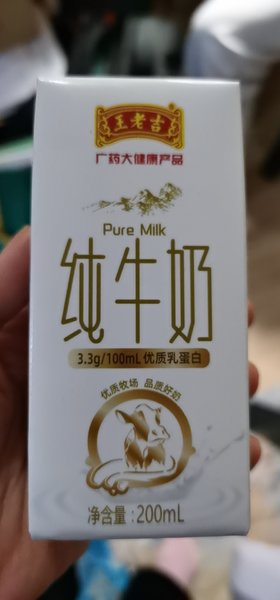 王老吉
广药大健康产品
Pure Milk
纯牛奶
3.3g/100mL 优质乳蛋白
优质牧场 品质好奶
净含量：200mL